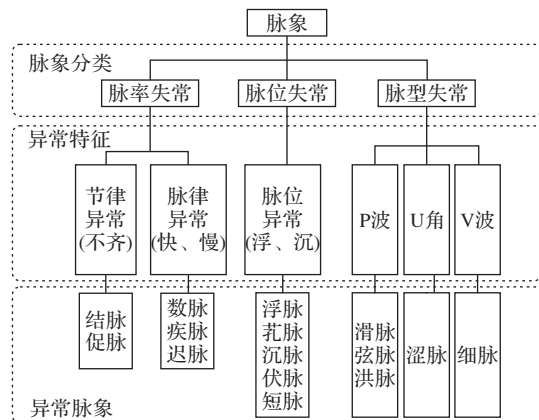 脉象
脉象分类
脉率失常
脉位失常
脉型失常
异常特征
节律
异常
(不齐)
脉律
异常
(快、慢)
脉位
异常
(浮、沉)
P波
U角
V波
结脉
促脉
数脉
疾脉
迟脉
浮脉
芤脉
沉脉
伏脉
短脉
滑脉
弦脉
洪脉
涩脉
细脉
异常脉象